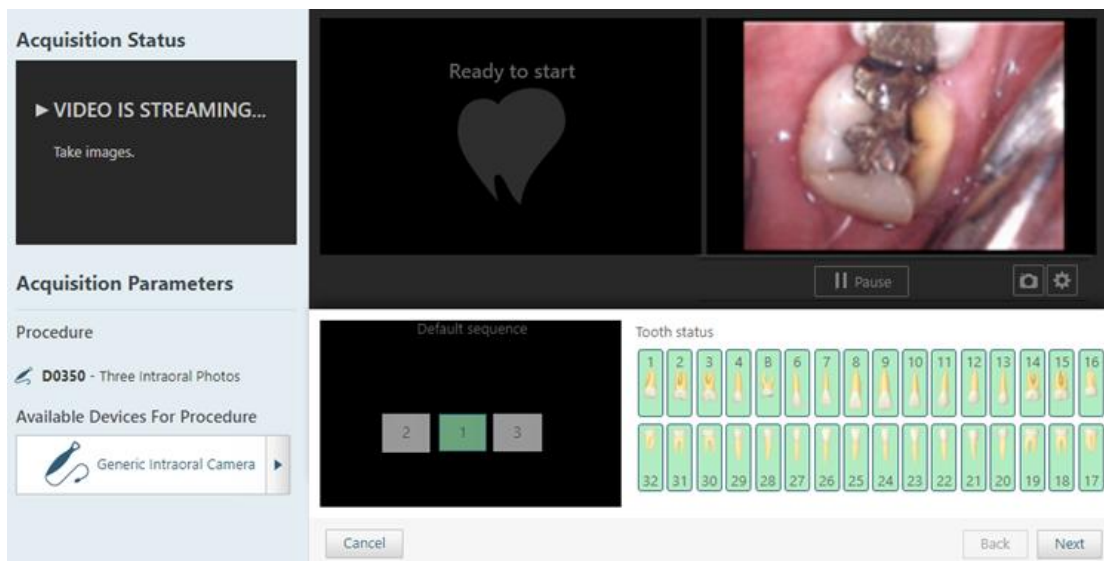 Acquisition Status
VIDEO IS STREAMING...
Take images.
Ready to start
Pause
Acquisition Parameters
Procedure
D0350 - Three Intraoral Photos
Available Devices For Procedure
Generic Intraoral Camera
Default sequence
2 1 3
Tooth status
1 2 3 4 B 6 7 8 9 10 11 12 13 14 15 16
32 31 30 29 28 27 26 25 24 23 22 21 20 19 18 17
Cancel
Back
Next